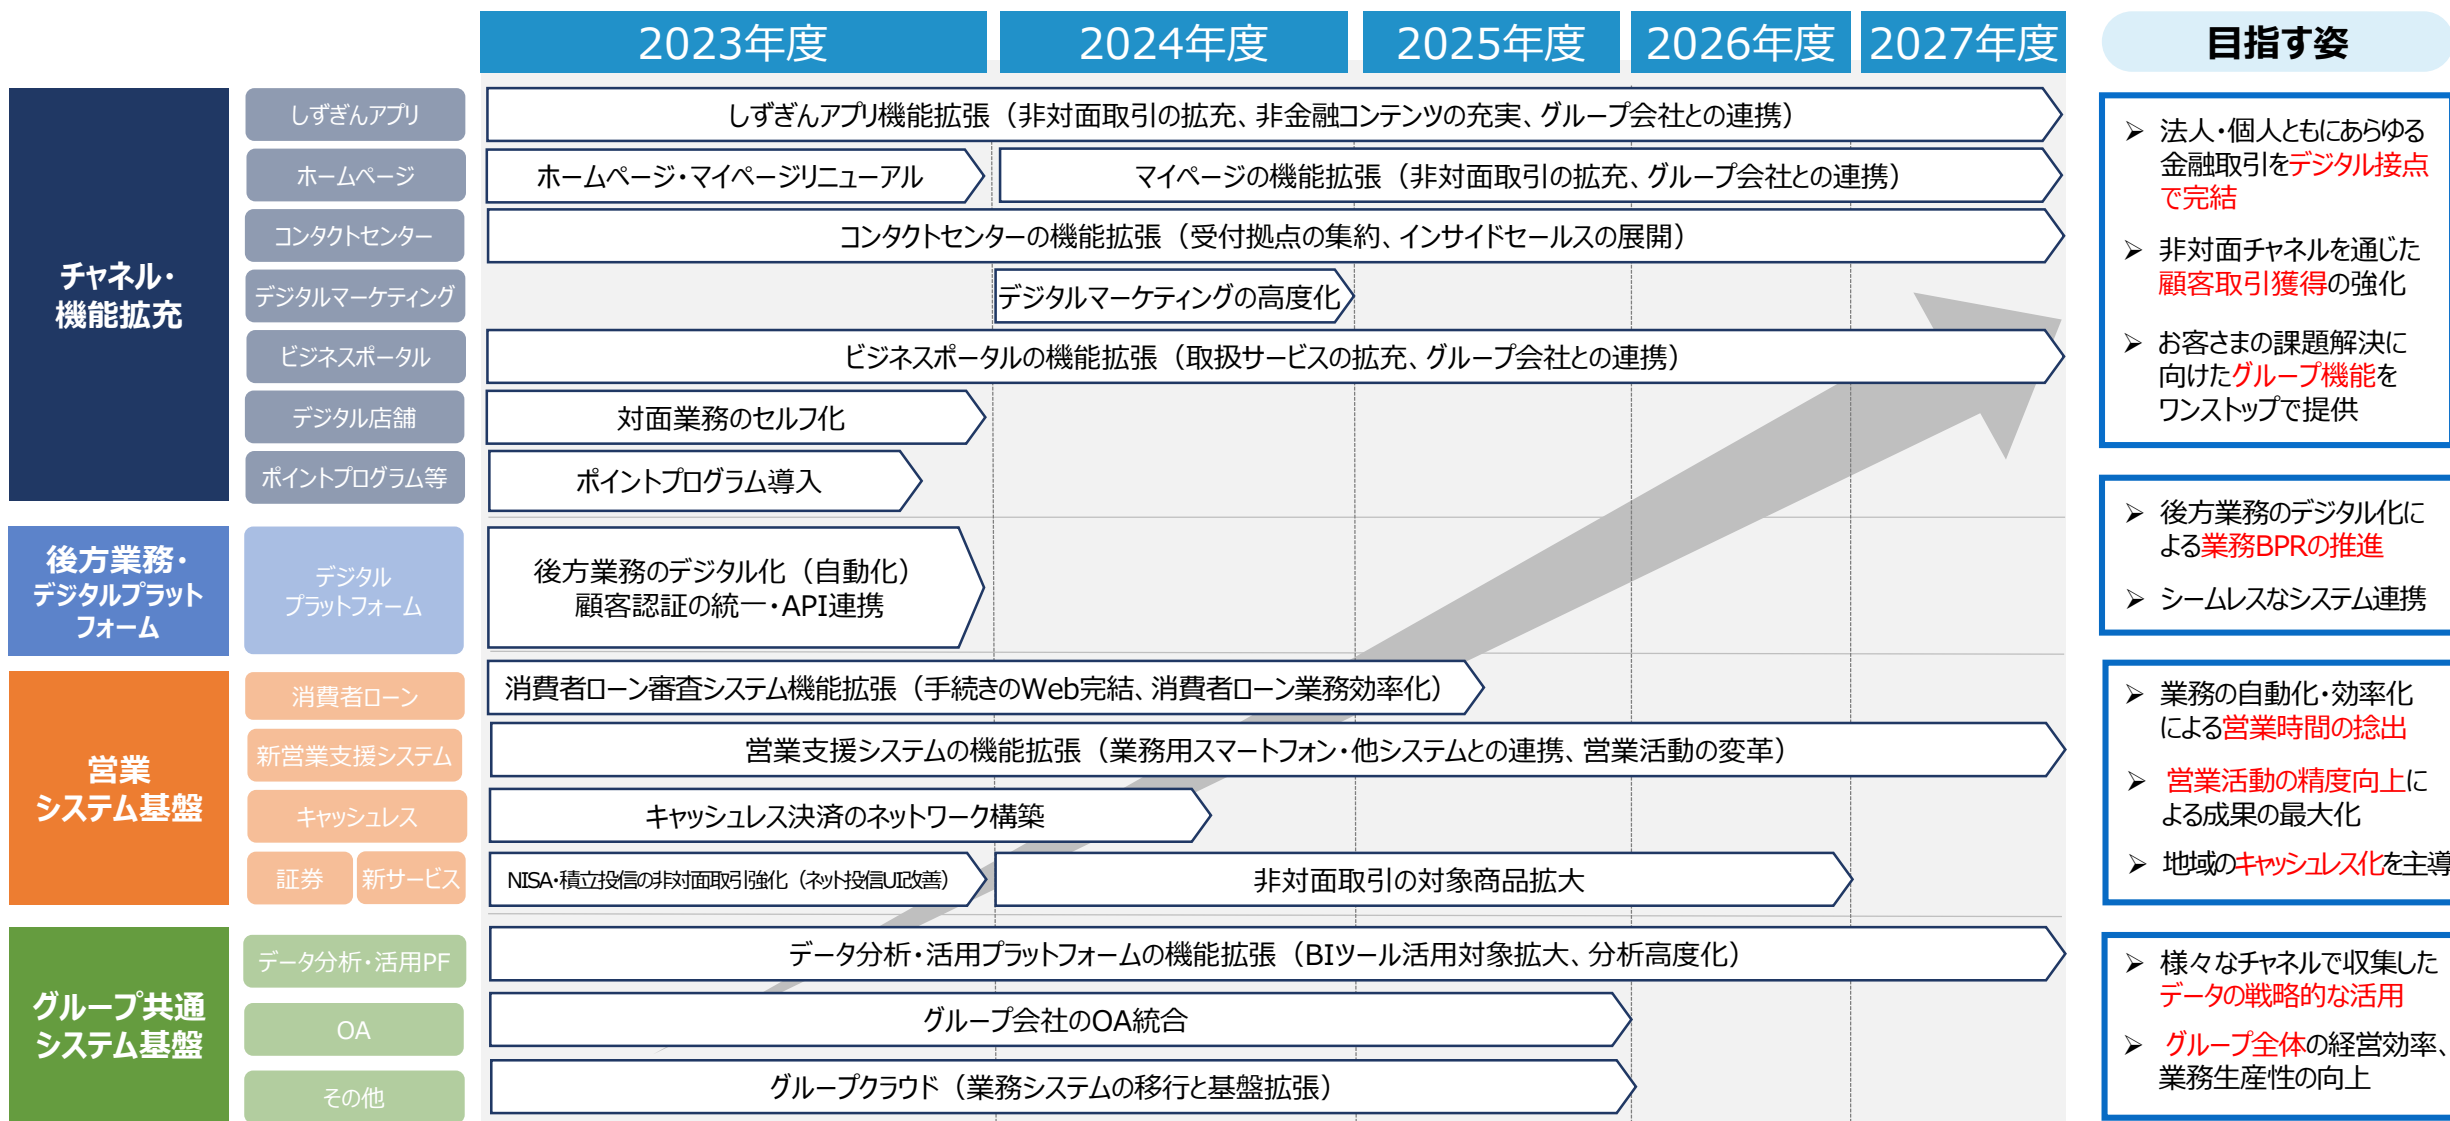 2023年度
2024年度
2025年度
2026年度
2027年度
目指す姿
チャネル・
機能拡充
しずぎんアプリ
しずぎんアプリ機能拡張（非対面取引の拡充、非金融コンテンツの充実、グループ会社との連携）
ホームページ
ホームページ・マイページリニューアル
マイページの機能拡張（非対面取引の拡充、グループ会社との連携）
コンタクトセンター
コンタクトセンターの機能拡張（受付拠点の集約、インサイドセールスの展開）
デジタルマーケティング
デジタルマーケティングの高度化
ビジネスポータル
ビジネスポータルの機能拡張（取扱サービスの拡充、グループ会社との連携）
デジタル店舗
対面業務のセルフ化
ポイントプログラム等
ポイントプログラム導入
➢ 法人・個人ともにあらゆる
金融取引をデジタル接点
で完結
➢ 非対面チャネルを通じた
顧客取引獲得の強化
➢ お客さまの課題解決に
向けたグループ機能を
ワンストップで提供
後方業務・
デジタルプラット
フォーム
デジタル
プラットフォーム
後方業務のデジタル化（自動化）
顧客認証の統一・API連携
➢ 後方業務のデジタル化に
よる業務BPRの推進
➢ シームレスなシステム連携
営業
システム基盤
消費者ローン
消費者ローン審査システム機能拡張（手続きのWeb完結、消費者ローン業務効率化）
新営業支援システム
営業支援システムの機能拡張（業務用スマートフォン・他システムとの連携、営業活動の変革）
キャッシュレス
キャッシュレス決済のネットワーク構築
証券
新サービス
NISA・積立投信の非対面取引強化（ネット投信UI改善）
非対面取引の対象商品拡大
➢ 業務の自動化・効率化
による営業時間の捻出
➢ 営業活動の精度向上に
よる成果の最大化
➢ 地域のキャッシュレス化を主導
グループ共通
システム基盤
データ分析・活用PF
データ分析・活用プラットフォームの機能拡張（BIツール活用対象拡大、分析高度化）
OA
グループ会社のOA統合
その他
グループクラウド（業務システムの移行と基盤拡張）
➢ 様々なチャネルで収集した
データの戦略的な活用
➢ グループ全体の経営効率、
業務生産性の向上